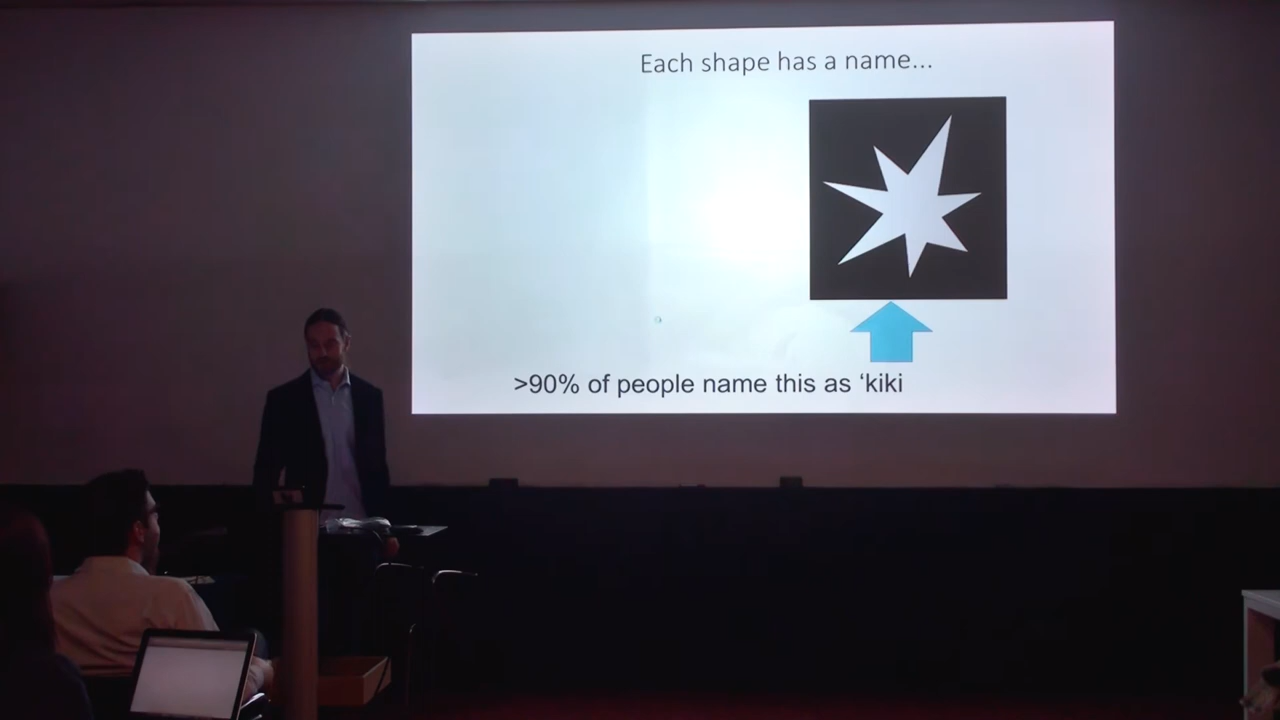 Each shape has a name...
>90% of people name this as ‘kiki